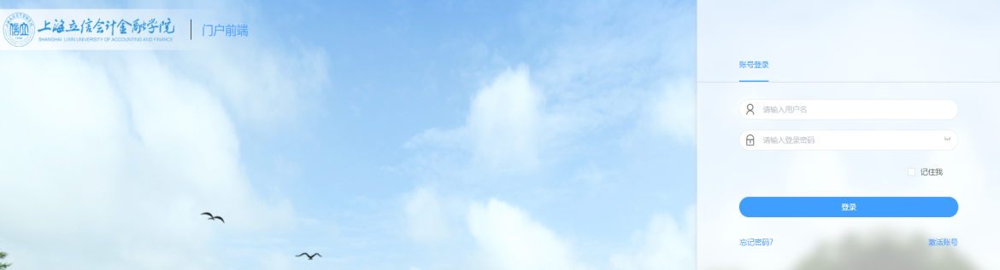 上海立信会计金融学院
SHANGHAI LIXIN UNIVERSITY OF ACCOUNTING AND FINANCE
门户前端
账号登录
请输入用户名
请输入登录密码
记住我
登录
忘记密码?
激活账号